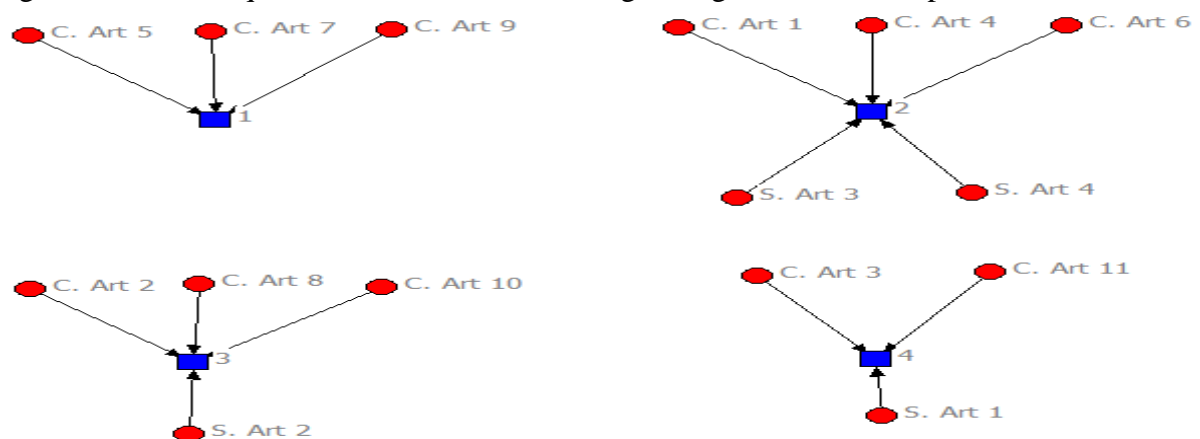 C. Art 5
C. Art 7
C. Art 9
1
C. Art 1
C. Art 4
C. Art 6
2
S. Art 3
S. Art 4
C. Art 2
C. Art 8
C. Art 10
3
S. Art 2
C. Art 3
C. Art 11
4
S. Art 1